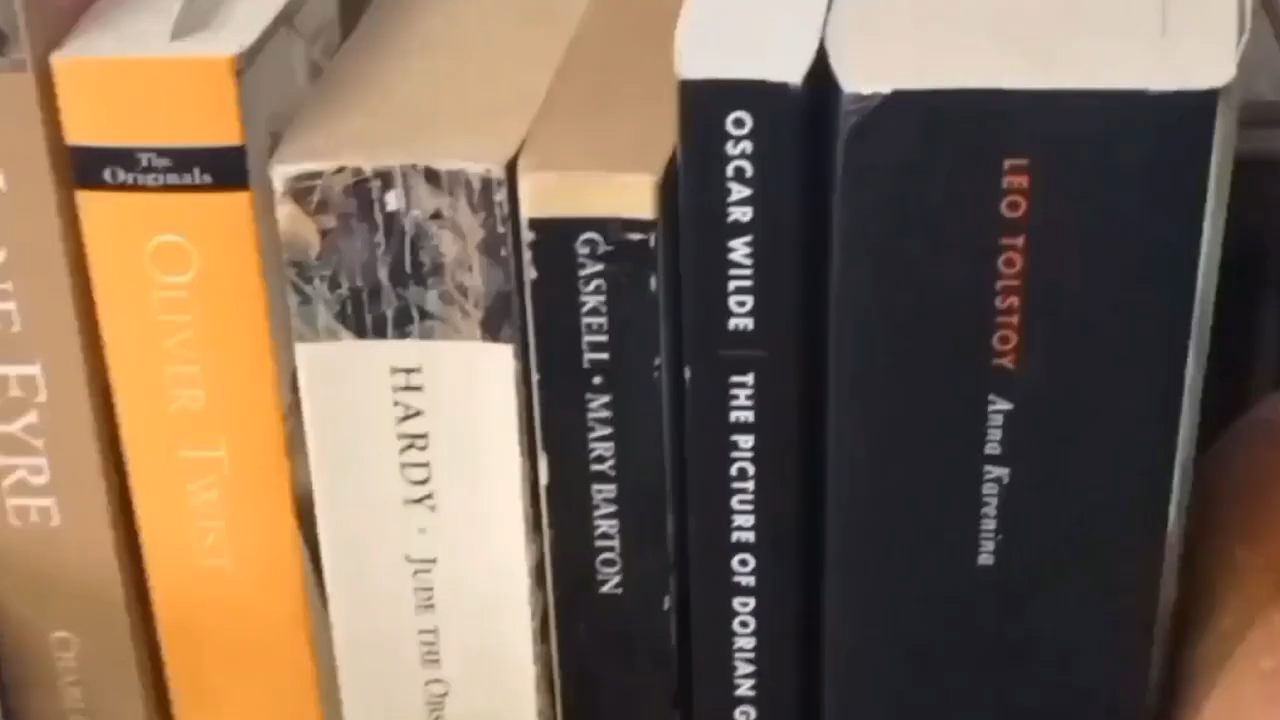 EYRE
The
Originals
OLIVER TWIST
HARDY · JUDE THE
GASKELL • MARY BARTON
OSCAR WILDE | THE PICTURE OF DORIAN G
LEO TOLSTOY Anna Karenina